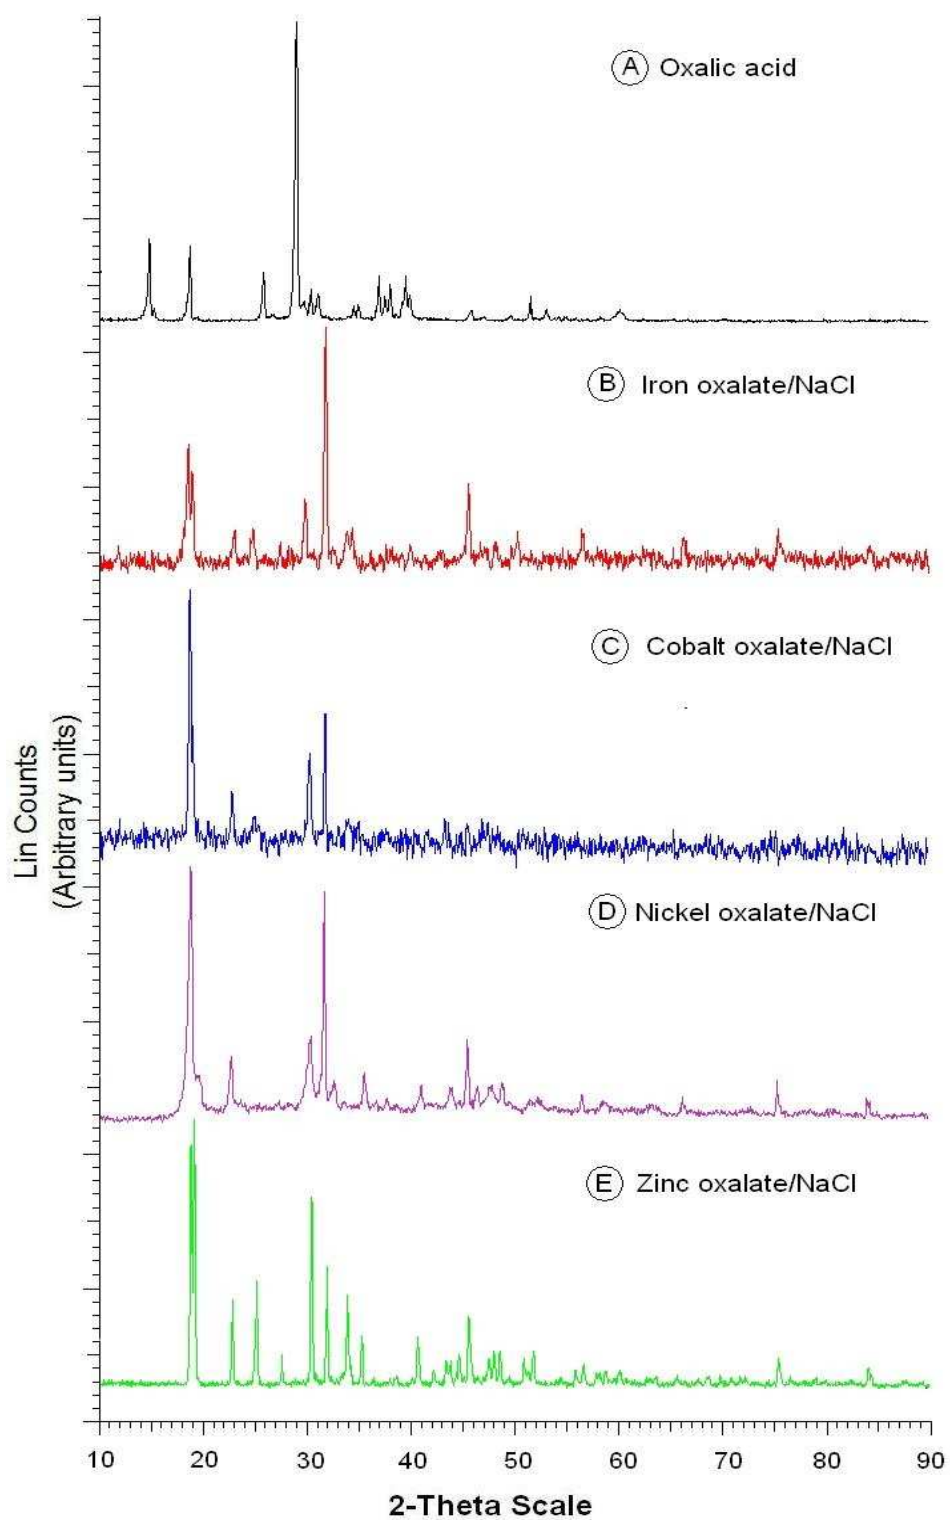 A Oxalic acid
B Iron oxalate/NaCl
C Cobalt oxalate/NaCl
Lin Counts
(Arbitrary units)
D Nickel oxalate/NaCl
E Zinc oxalate/NaCl
10 20 30 40 50 60 70 80 90
2-Theta Scale